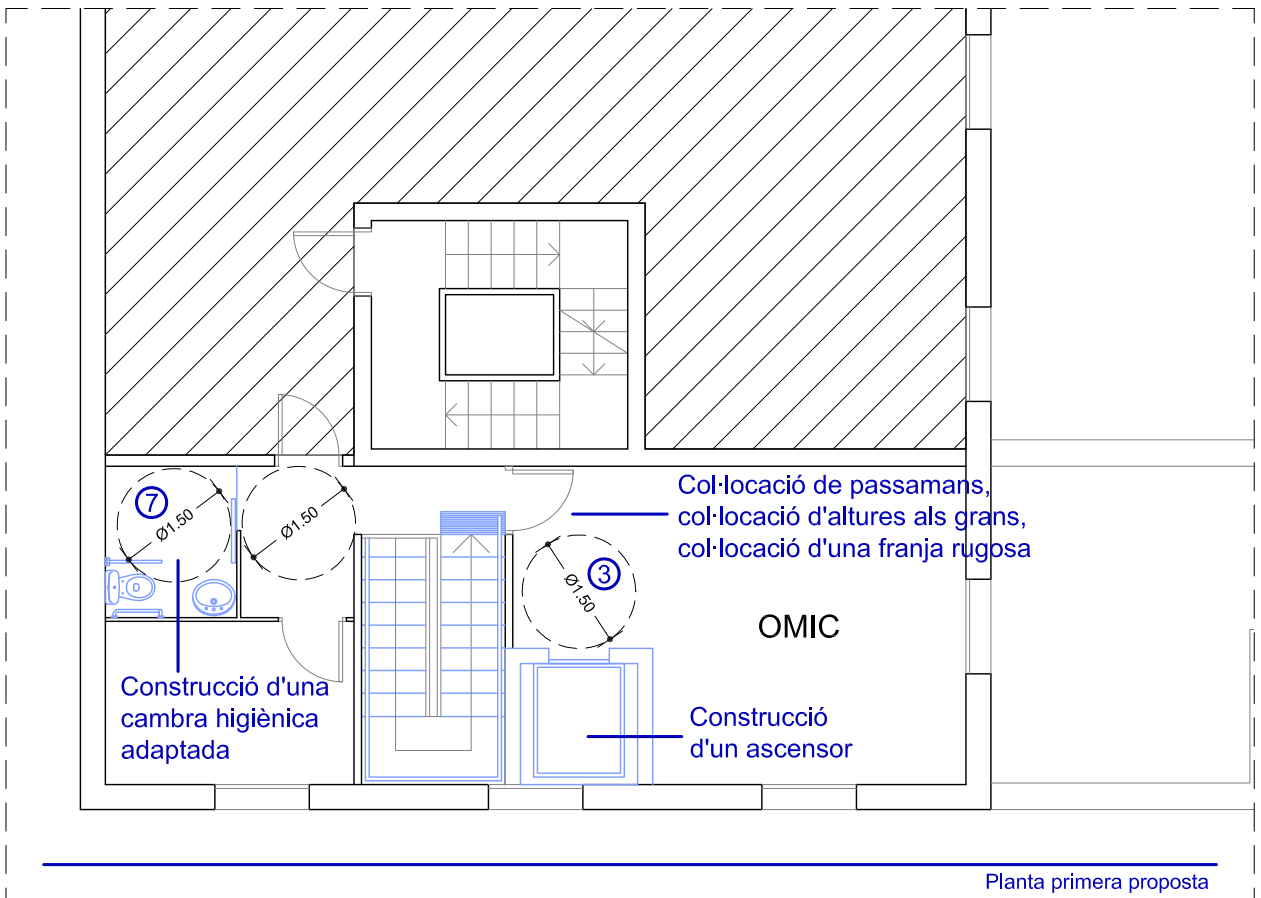 Col·locació de passamans,
col·locació d'altures als grans,
col·locació d'una franja rugosa
7
Ø1.50
Ø1.50
3
Ø1.50
OMIC
Construcció d'una
cambra higiènica
adaptada
Construcció
d'un ascensor
Planta primera proposta